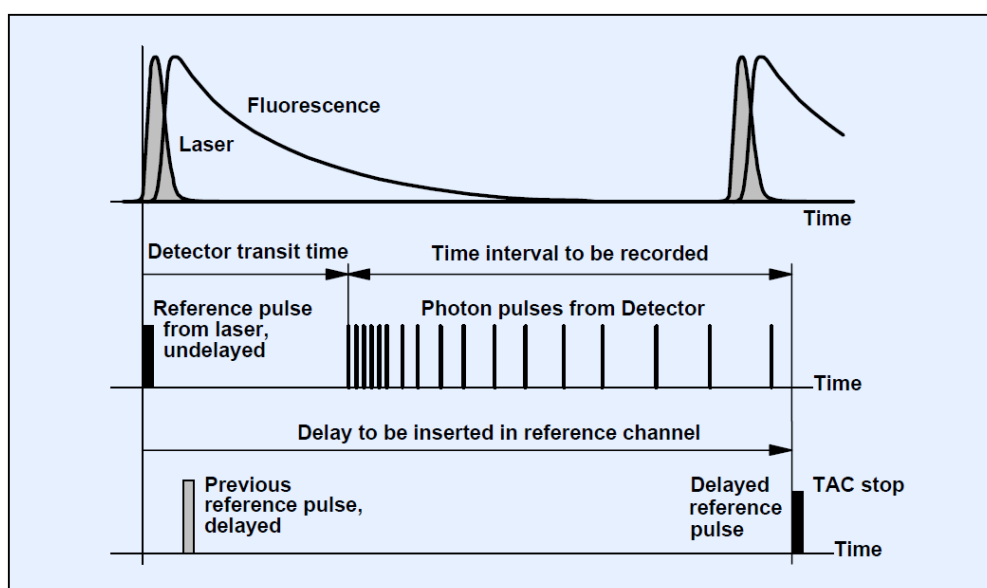 Fluorescence
Laser
Time
Detector transit time
Time interval to be recorded
Reference pulse
from laser,
undelayed
Photon pulses from Detector
Time
Delay to be inserted in reference channel
Previous
reference pulse,
delayed
Delayed
reference
pulse
TAC stop
Time